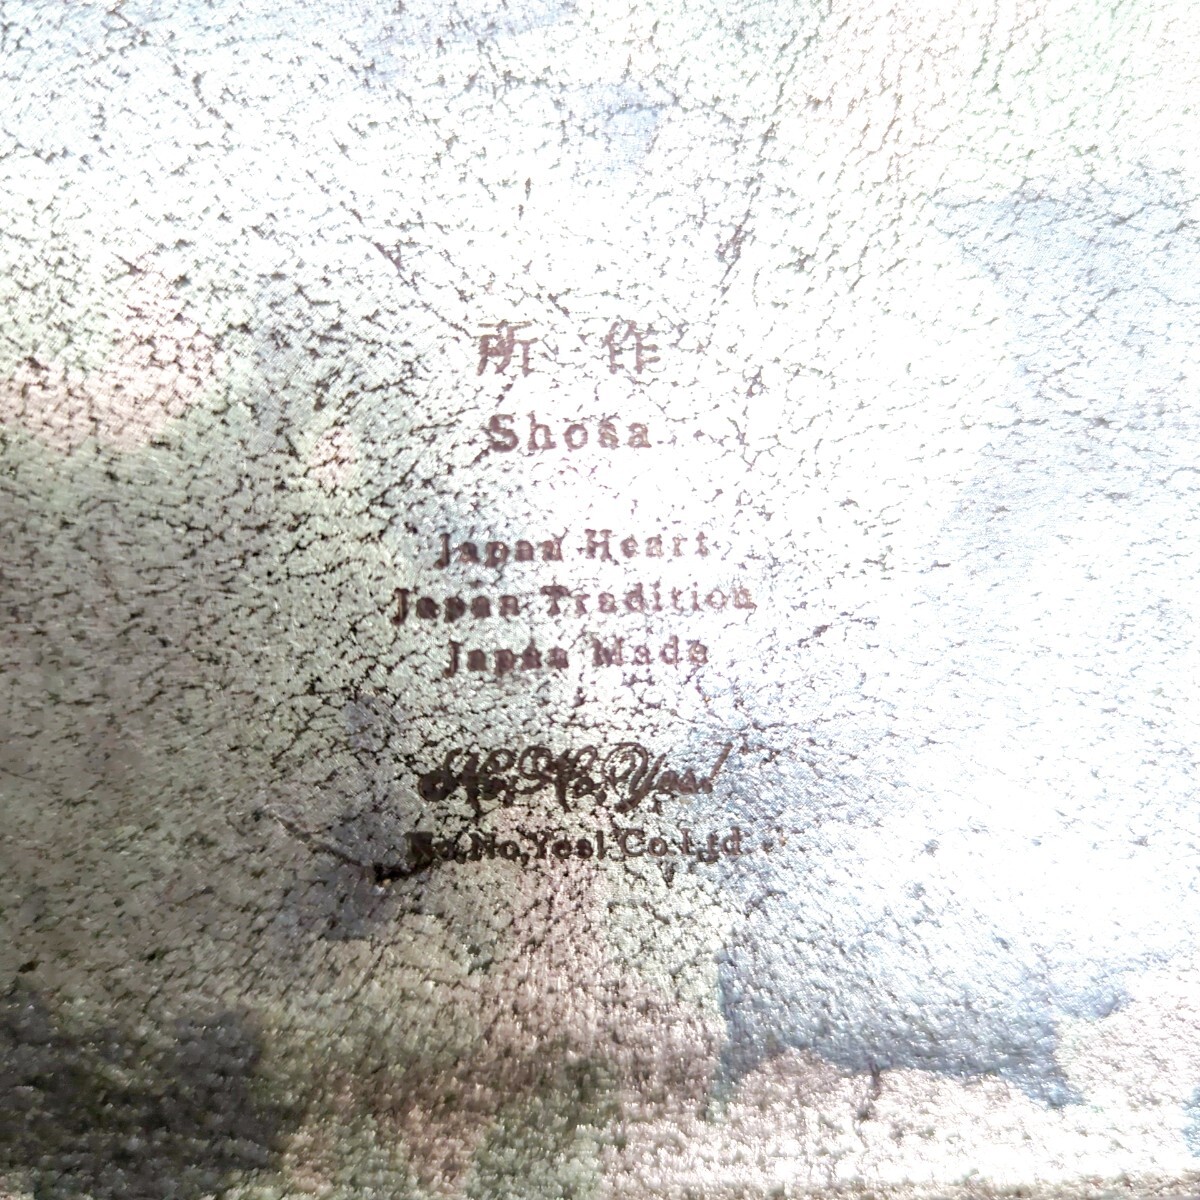 所作
Shosa
Japan Heart
Japan Tradition
Japan Made
No, No, Yes!
No,No,Yes!Co.Ltd